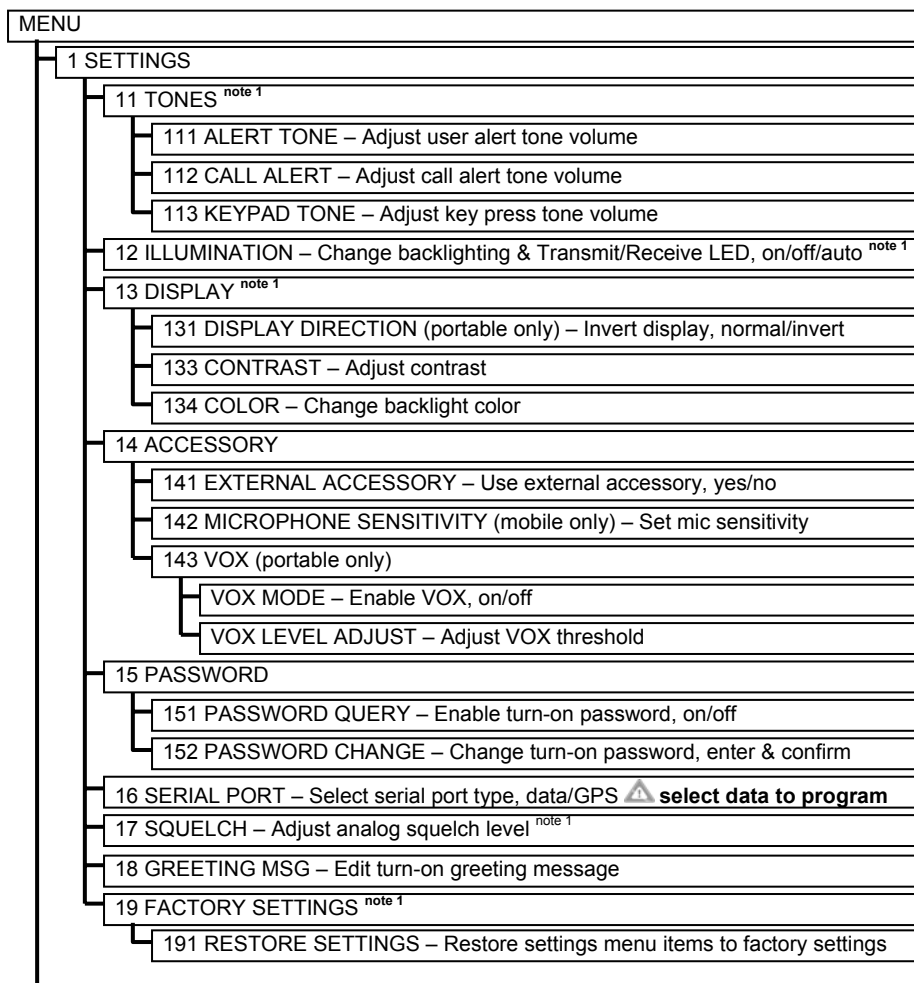 MENU
1 SETTINGS
11 TONES note 1
111 ALERT TONE – Adjust user alert tone volume
112 CALL ALERT – Adjust call alert tone volume
113 KEYPAD TONE – Adjust key press tone volume
12 ILLUMINATION – Change backlighting & Transmit/Receive LED, on/off/auto note 1
13 DISPLAY note 1
131 DISPLAY DIRECTION (portable only) – Invert display, normal/invert
133 CONTRAST – Adjust contrast
134 COLOR – Change backlight color
14 ACCESSORY
141 EXTERNAL ACCESSORY – Use external accessory, yes/no
142 MICROPHONE SENSITIVITY (mobile only) – Set mic sensitivity
143 VOX (portable only)
VOX MODE – Enable VOX, on/off
VOX LEVEL ADJUST – Adjust VOX threshold
15 PASSWORD
151 PASSWORD QUERY – Enable turn-on password, on/off
152 PASSWORD CHANGE – Change turn-on password, enter & confirm
16 SERIAL PORT – Select serial port type, data/GPS select data to program
17 SQUELCH – Adjust analog squelch level note 1
18 GREETING MSG – Edit turn-on greeting message
19 FACTORY SETTINGS note 1
191 RESTORE SETTINGS – Restore settings menu items to factory settings